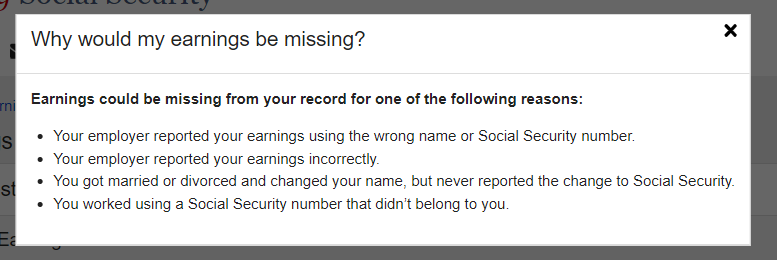 Social Security
Why would my earnings be missing?
Earnings could be missing from your record for one of the following reasons:
• Your employer reported your earnings using the wrong name or Social Security number.
• Your employer reported your earnings incorrectly.
• You got married or divorced and changed your name, but never reported the change to Social Security.
• You worked using a Social Security number that didn’t belong to you.